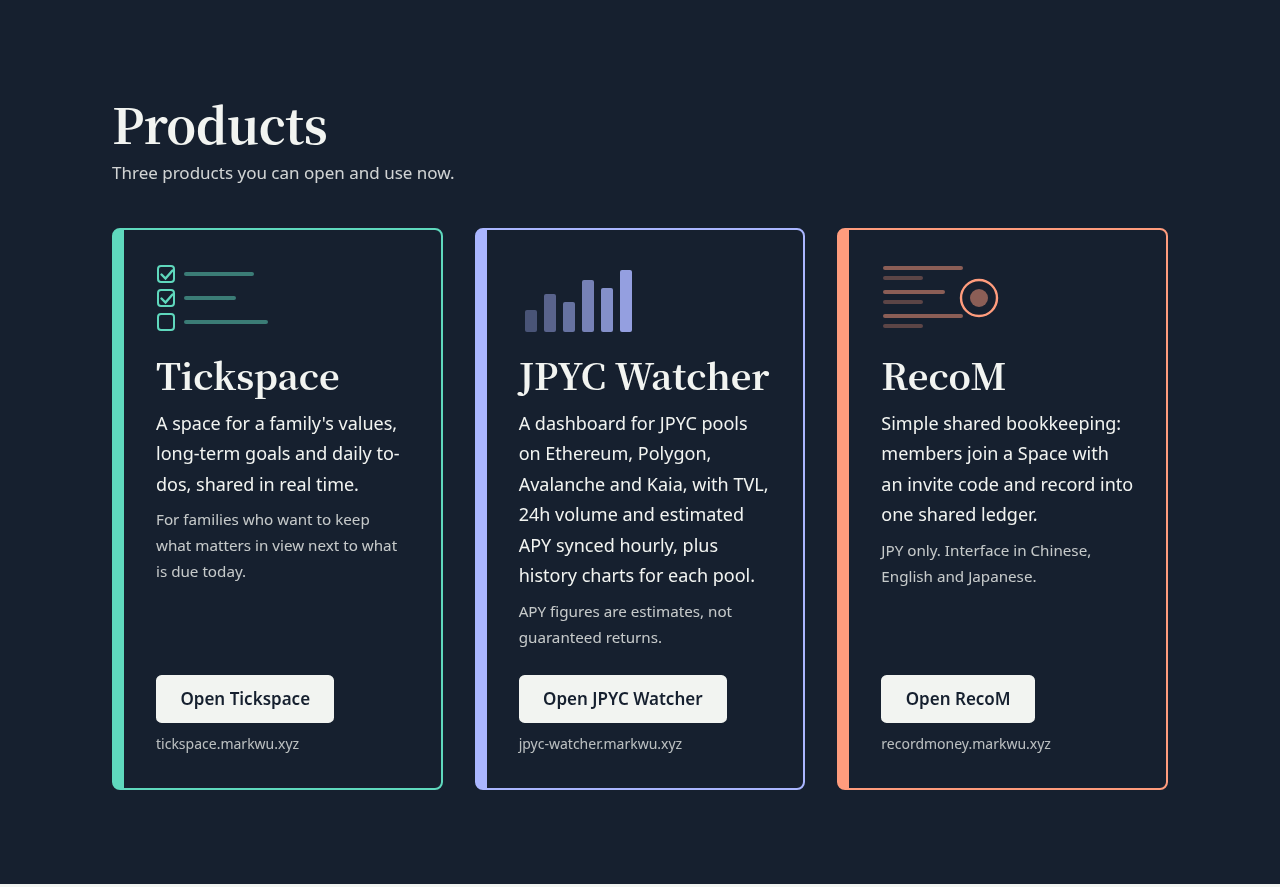 Products
Three products you can open and use now.
Tickspace
A space for a family's values,
long-term goals and daily to-
dos, shared in real time.
For families who want to keep
what matters in view next to what
is due today.
Open Tickspace
tickspace.markwu.xyz
JPYC Watcher
A dashboard for JPYC pools
on Ethereum, Polygon,
Avalanche and Kaia, with TVL,
24h volume and estimated
APY synced hourly, plus
history charts for each pool.
APY figures are estimates, not
guaranteed returns.
Open JPYC Watcher
jpyc-watcher.markwu.xyz
RecoM
Simple shared bookkeeping:
members join a Space with
an invite code and record into
one shared ledger.
JPY only. Interface in Chinese,
English and Japanese.
Open RecoM
recordmoney.markwu.xyz